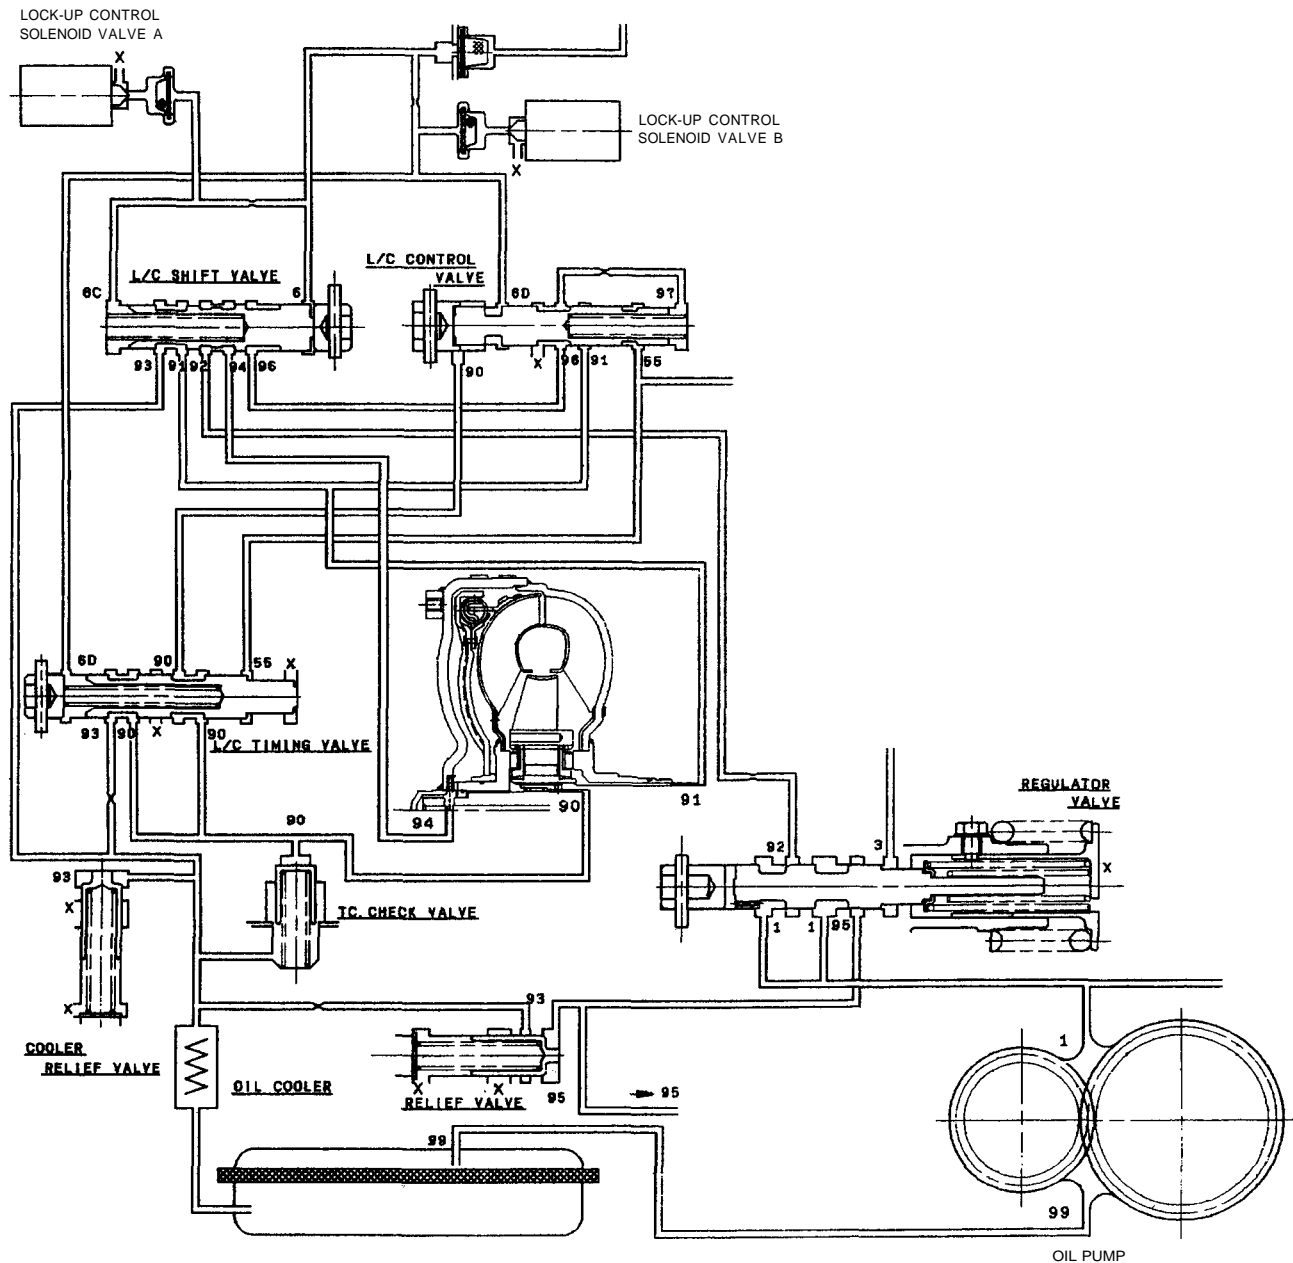 LOCK-UP CONTROL
SOLENOID VALVE A
X
LOCK-UP CONTROL
SOLENOID VALVE B
X
L/C SHIFT VALVE
L/C CONTROL
VALVE
6C
6
6D
97
93
91
92
94
96
90
X
96
91
55
6D
90
55
X
93
90
X
90
L/C TIMING VALVE
94
90
91
REGULATOR
VALVE
90
92
3
X
93
X
TC. CHECK VALVE
1
1
95
X
93
COOLER
RELIEF VALVE
OIL COOLER
X
X
RELIEF VALVE
95
95
1
99
99
OIL PUMP